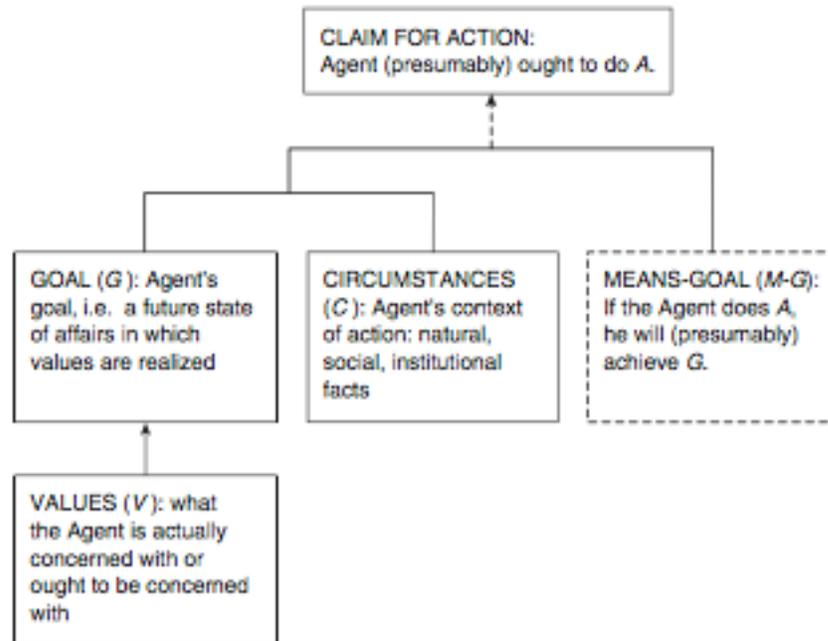 CLAIM FOR ACTION:
Agent (presumably) ought to do A.
GOAL (G): Agent's
goal, i.e. a future state
of affairs in which
values are realized
CIRCUMSTANCES
(C): Agent's context
of action: natural,
social, institutional
facts
MEANS-GOAL (M-G):
If the Agent does A,
he will (presumably)
achieve G.
VALUES (V): what
the Agent is actually
concerned with or
ought to be concerned
with